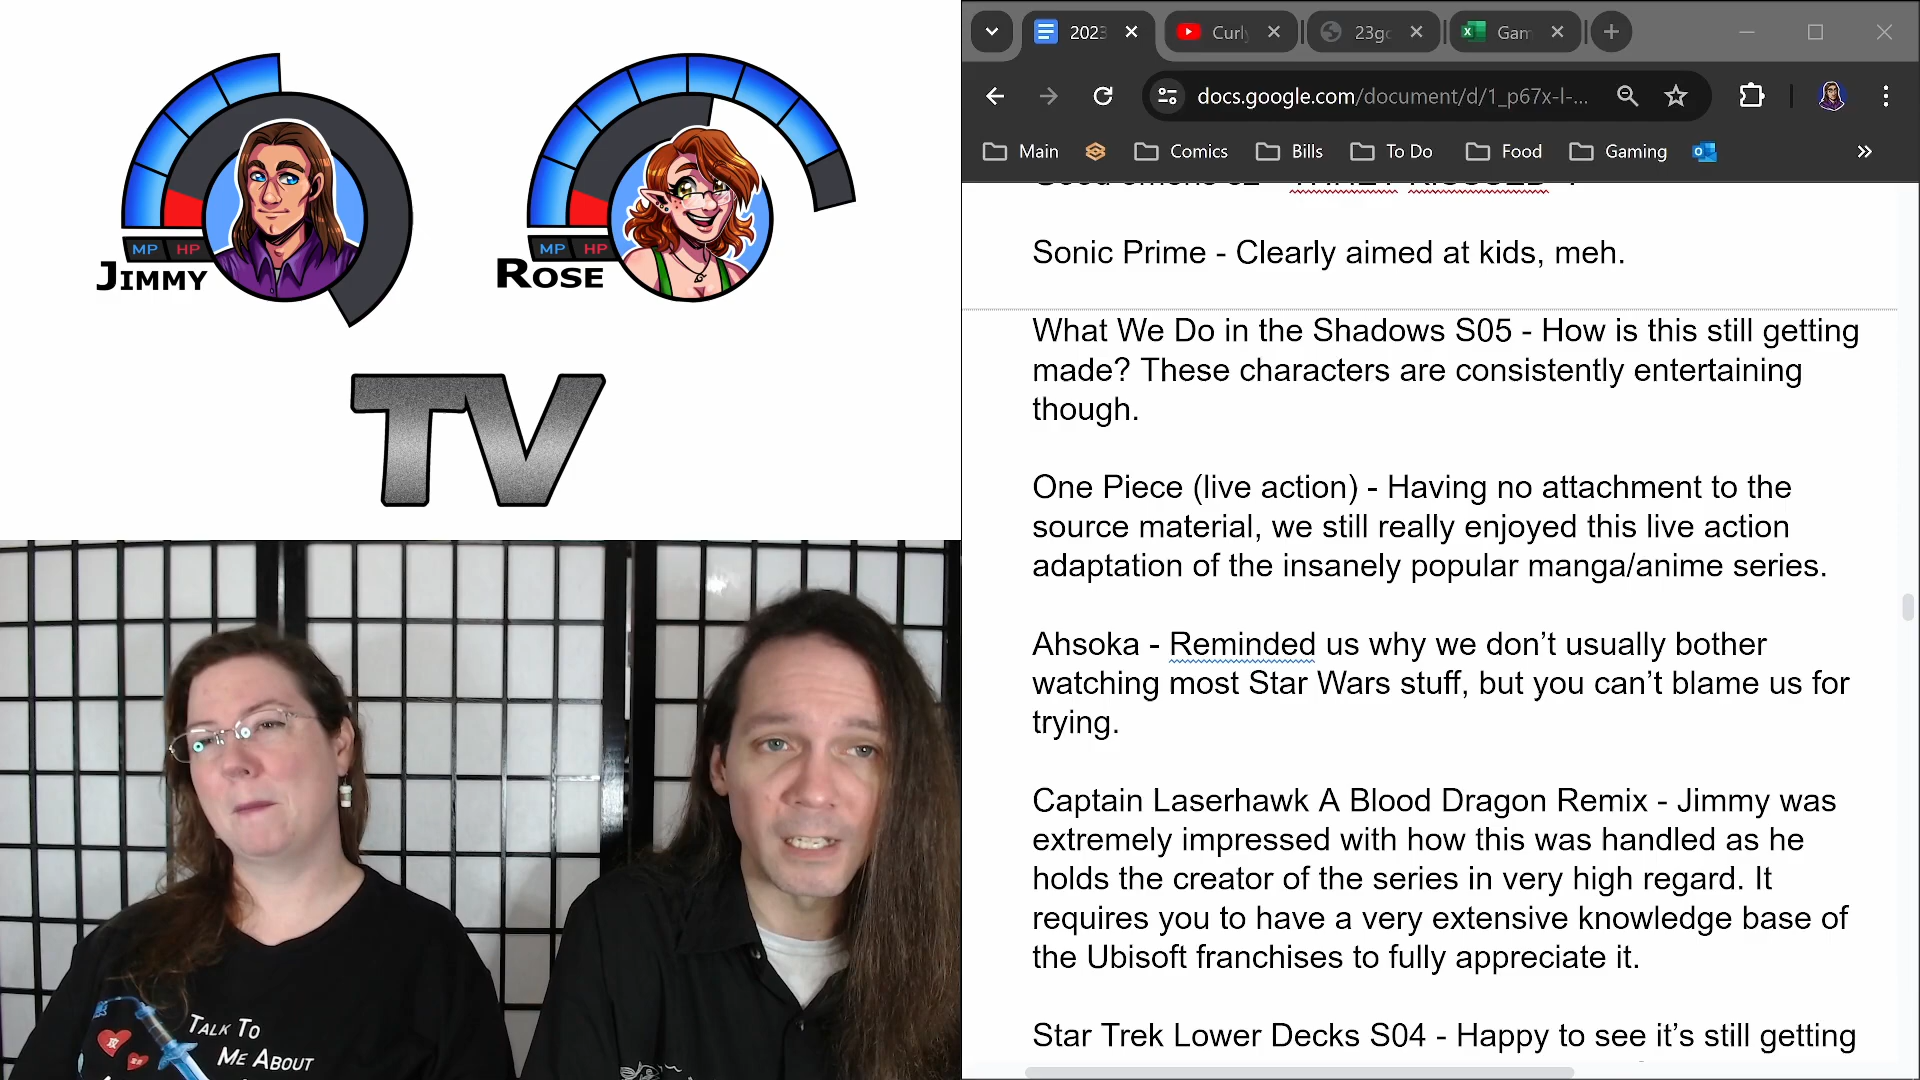 MP HP
JIMMY
MP HP
ROSE
TV
TALK TO
ME ABOUT
2023
Curly
23go
Gam
docs.google.com/document/d/1_p67x-l-...
Main
Comics
Bills
To Do
Food
Gaming
Sonic Prime - Clearly aimed at kids, meh.
What We Do in the Shadows S05 - How is this still getting
made? These characters are consistently entertaining
though.
One Piece (live action) - Having no attachment to the
source material, we still really enjoyed this live action
adaptation of the insanely popular manga/anime series.
Ahsoka - Reminded us why we don’t usually bother
watching most Star Wars stuff, but you can’t blame us for
trying.
Captain Laserhawk A Blood Dragon Remix - Jimmy was
extremely impressed with how this was handled as he
holds the creator of the series in very high regard. It
requires you to have a very extensive knowledge base of
the Ubisoft franchises to fully appreciate it.
Star Trek Lower Decks S04 - Happy to see it’s still getting